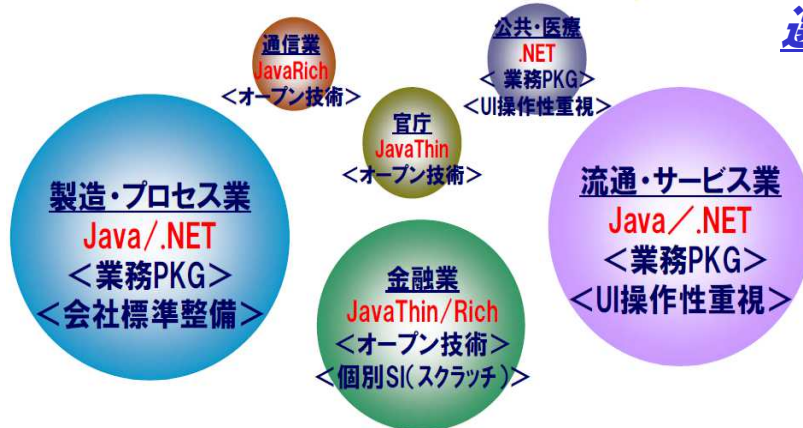 通信業
JavaRich
<オープン技術>
公共・医療
.NET
< 業務PKG>
<UI操作性重視>
官庁
JavaThin
<オープン技術>
製造・プロセス業
Java/.NET
<業務PKG>
<会社標準整備>
金融業
JavaThin/Rich
<オープン技術>
<個別SI(スクラッチ)>
流通・サービス業
Java／.NET
<業務PKG>
<UI操作性重視>